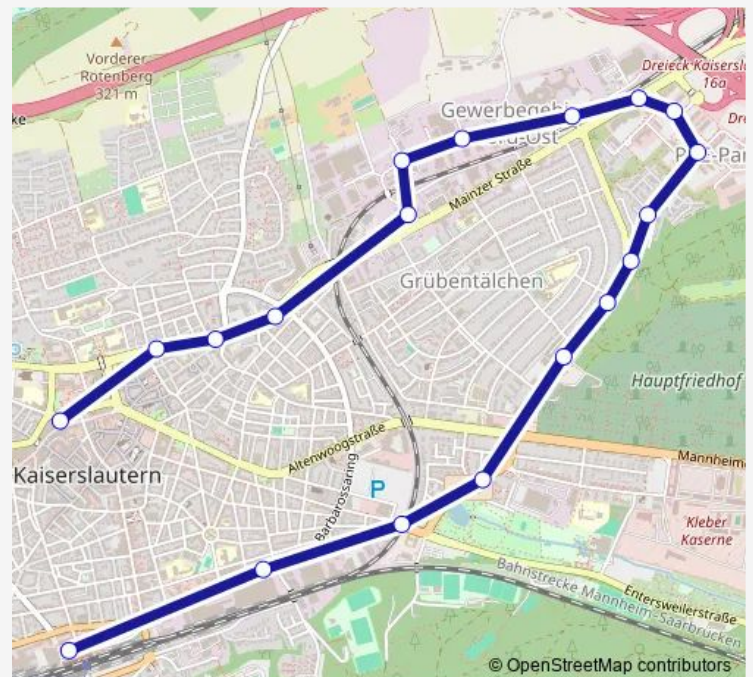 Vorderer
Rotenberg
321 m
Dreieck Kaisersl
16a
Gewerbegebi
Mainzer Straße
Grübentälchen
Hauptfriedhof
Altenwoogstraße
Mannheim
Kaiserslautern
P
Barbarossaring
Kleber
Kaserne
Bahnstrecke Mannheim-Saarbrücken
Entersweilerstraße
© OpenStreetMap contributors